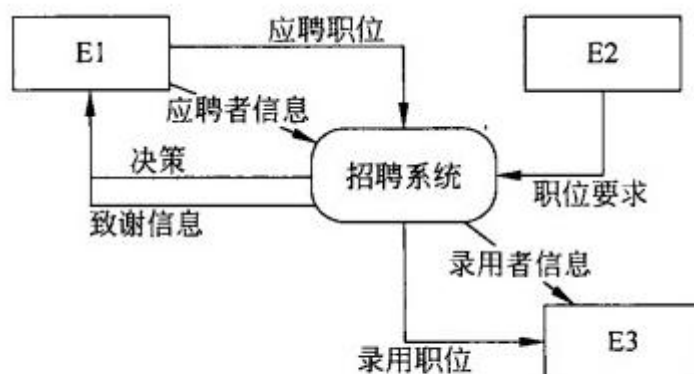 E1
应聘职位
E2
应聘者信息
决策
招聘系统
致谢信息
职位要求
录用者信息
录用职位
E3